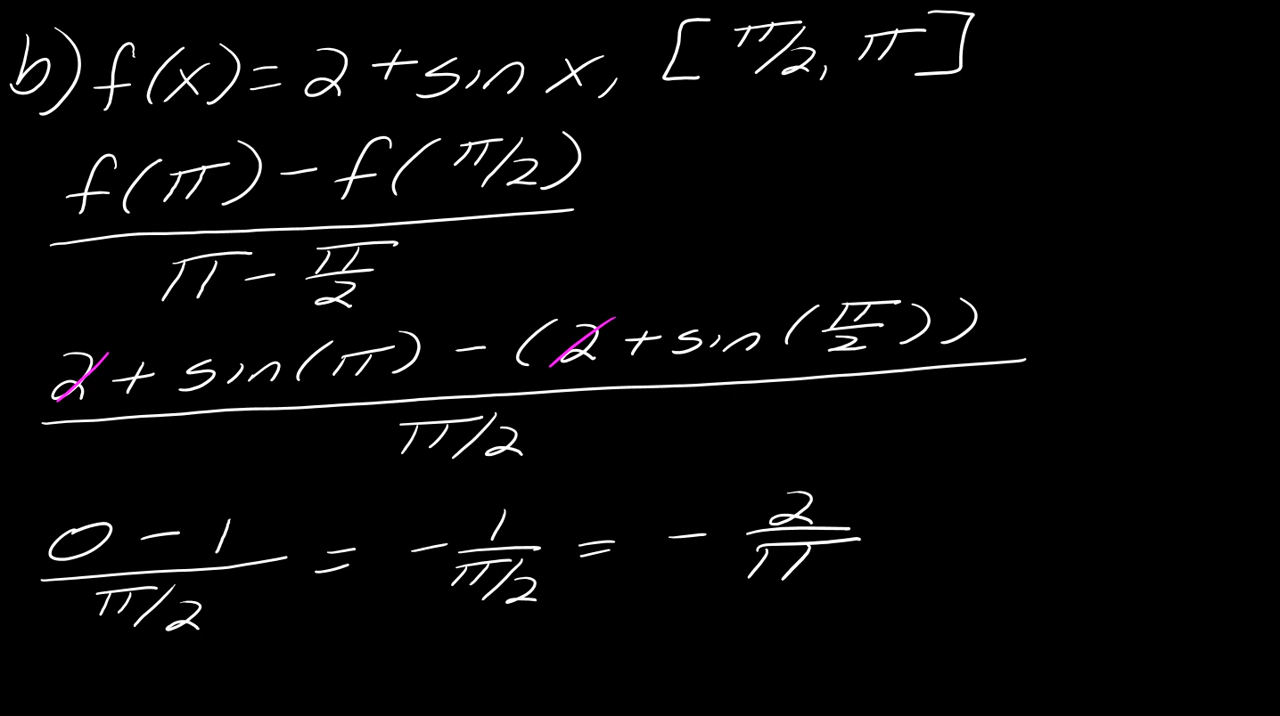 b) f(x) = 2 + sin x, [π/2, π]
f(π) - f(π/2)
π - π/2
2 + sin(π) - (2 + sin(π/2))
π/2
0 - 1 / π/2 = - 1 / π/2 = - 2/π